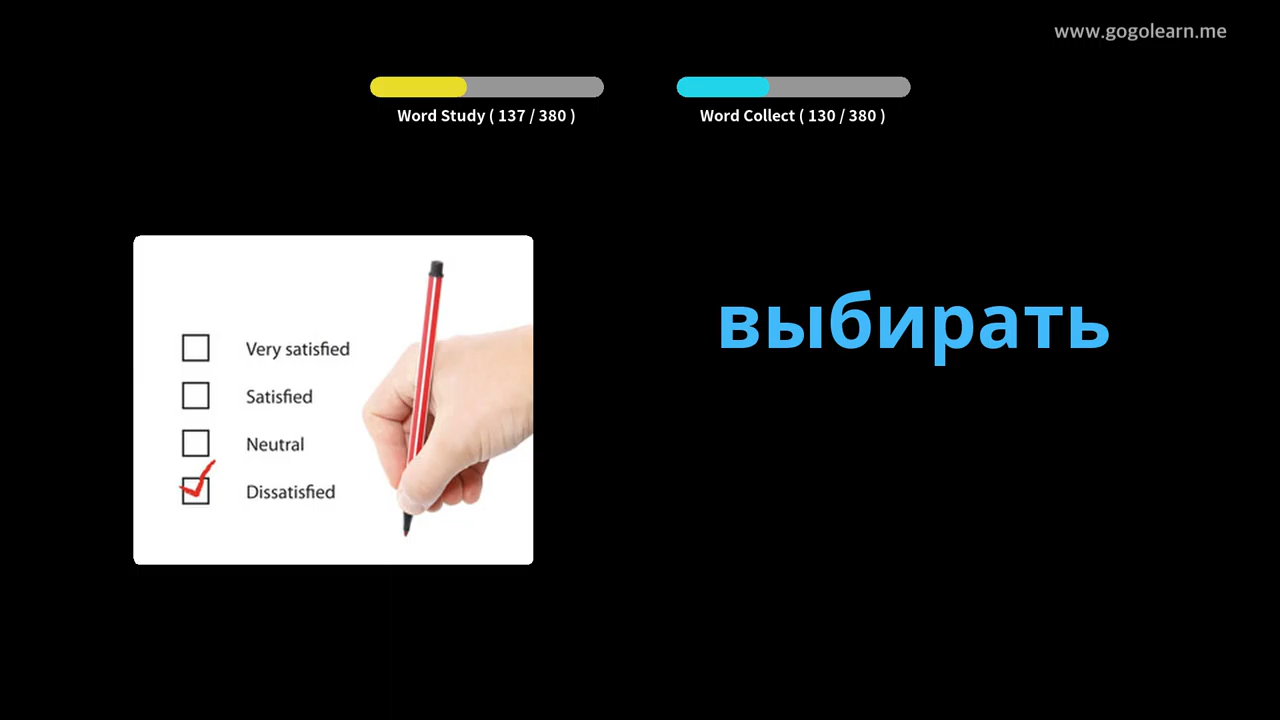 www.gogolearn.me
Word Study ( 137 / 380 )
Word Collect ( 130 / 380 )
Very satisfied
Satisfied
Neutral
Dissatisfied
выбирать